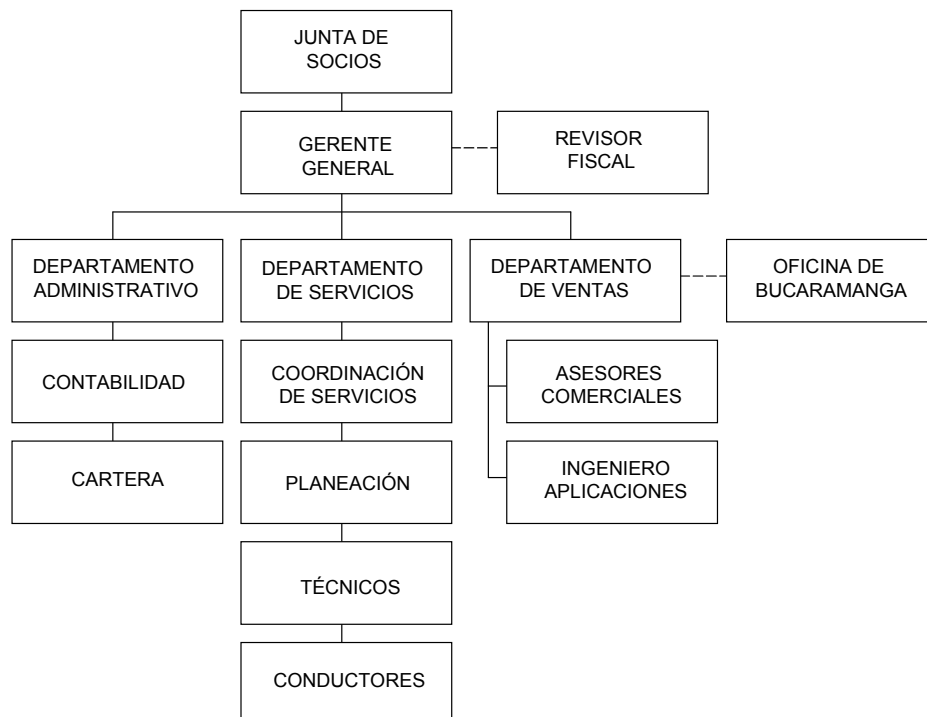 JUNTA DE
SOCIOS
GERENTE
GENERAL
REVISOR
FISCAL
DEPARTAMENTO
ADMINISTRATIVO
DEPARTAMENTO
DE SERVICIOS
DEPARTAMENTO
DE VENTAS
OFICINA DE
BUCARAMANGA
CONTABILIDAD
COORDINACIÓN
DE SERVICIOS
ASESORES
COMERCIALES
CARTERA
PLANEACIÓN
INGENIERO
APLICACIONES
TÉCNICOS
CONDUCTORES